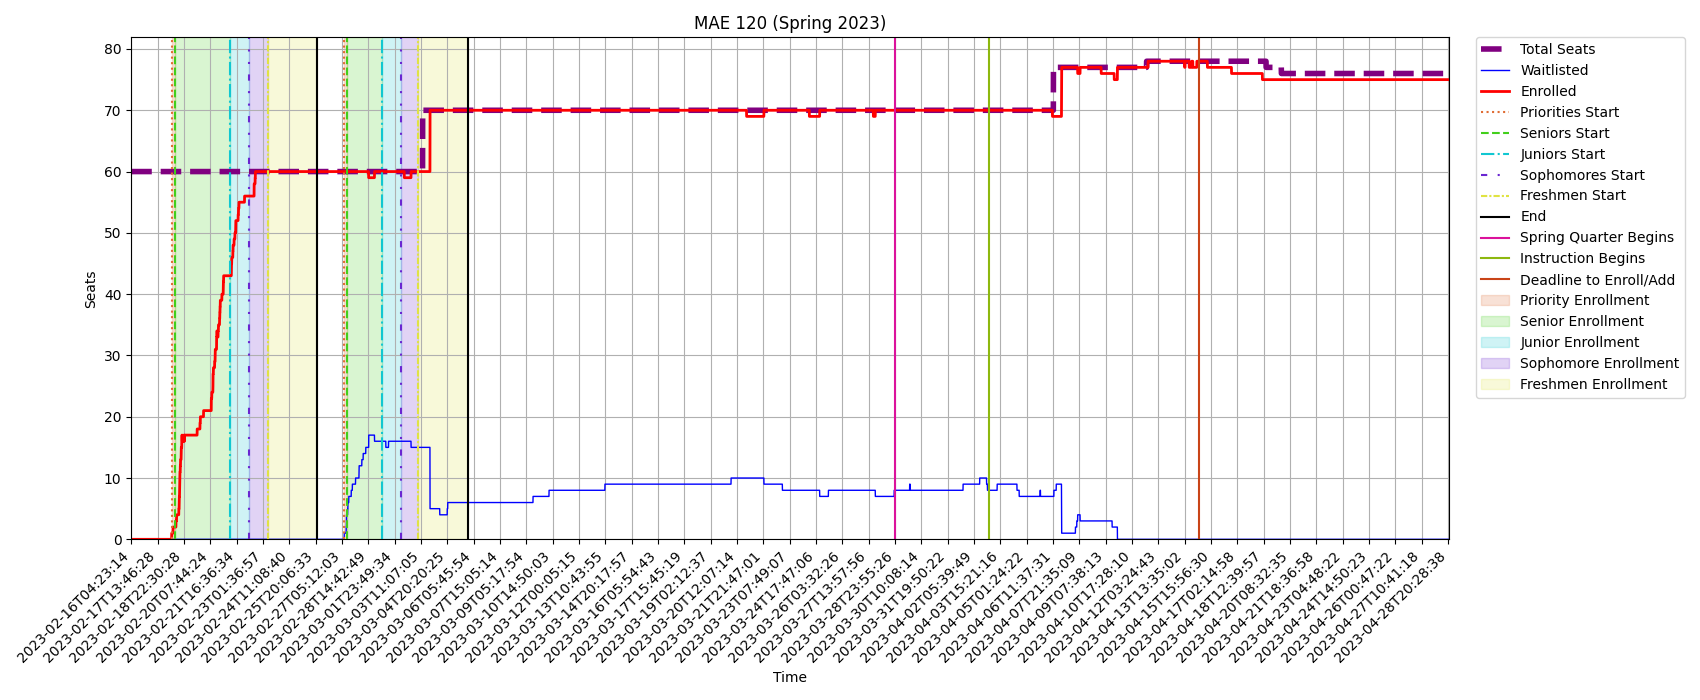 MAE 120 (Spring 2023)
80
70
60
50
40
30
20
10
0
Seats
2023-02-16T04:23:14
2023-02-17T13:46:28
2023-02-18T22:30:28
2023-02-20T07:44:24
2023-02-21T16:36:34
2023-02-23T01:36:57
2023-02-24T11:08:40
2023-02-25T20:06:33
2023-02-27T05:12:03
2023-02-28T14:42:49
2023-03-01T23:49:34
2023-03-03T11:07:05
2023-03-04T20:20:25
2023-03-06T05:45:54
2023-03-07T15:05:14
2023-03-09T05:17:54
2023-03-10T14:50:03
2023-03-12T00:05:15
2023-03-13T10:43:55
2023-03-14T20:17:57
2023-03-16T05:54:43
2023-03-17T15:45:19
2023-03-19T02:12:37
2023-03-20T12:07:14
2023-03-21T21:47:01
2023-03-23T07:49:07
2023-03-24T17:47:06
2023-03-26T03:32:26
2023-03-27T13:57:56
2023-03-28T23:55:26
2023-03-30T10:08:14
2023-03-31T19:50:22
2023-04-02T05:39:49
2023-04-03T15:21:16
2023-04-05T01:24:22
2023-04-06T11:37:31
2023-04-07T21:35:09
2023-04-09T07:38:13
2023-04-10T17:28:10
2023-04-12T03:24:43
2023-04-13T13:35:02
2023-04-15T15:56:30
2023-04-17T02:14:58
2023-04-18T12:39:57
2023-04-20T08:32:35
2023-04-21T18:36:58
2023-04-23T04:48:22
2023-04-24T14:50:23
2023-04-26T00:47:22
2023-04-27T10:41:18
2023-04-28T20:28:38
Time
Total Seats
Waitlisted
Enrolled
Priorities Start
Seniors Start
Juniors Start
Sophomores Start
Freshmen Start
End
Spring Quarter Begins
Instruction Begins
Deadline to Enroll/Add
Priority Enrollment
Senior Enrollment
Junior Enrollment
Sophomore Enrollment
Freshmen Enrollment